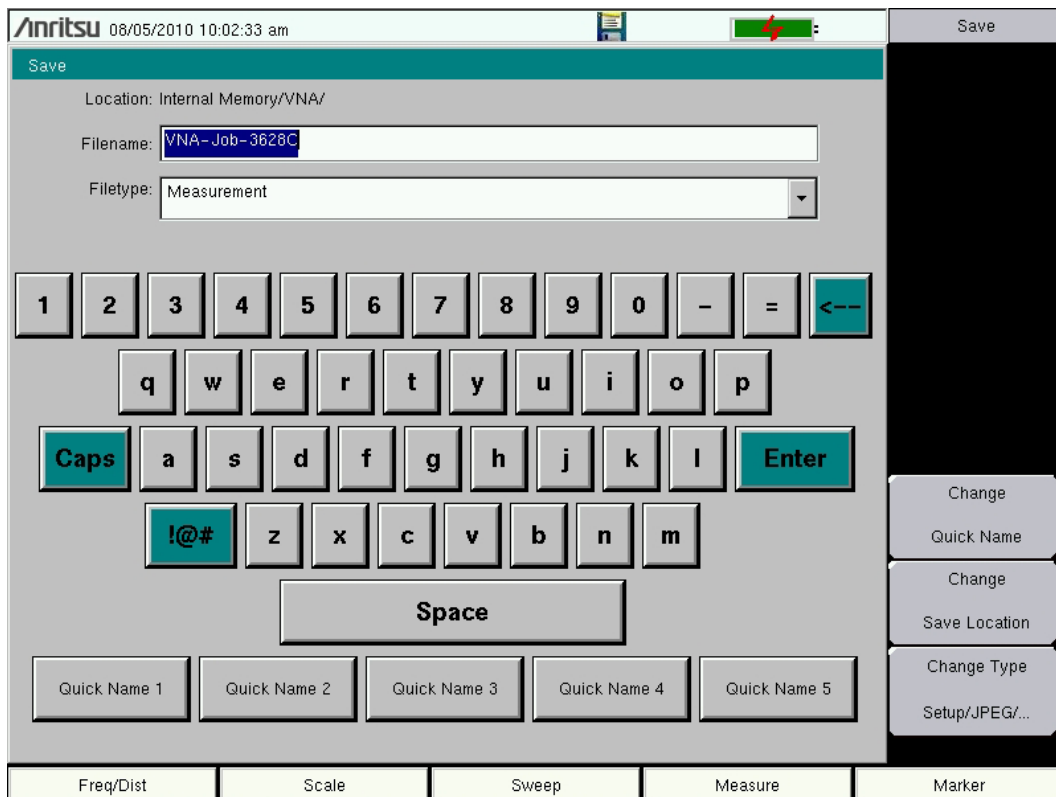 Anritsu 08/05/2010 10:02:33 am
Save
Save
Location: Internal Memory/VNA/
Filename: VNA-Job-3628C
Filetype: Measurement
1 2 3 4 5 6 7 8 9 0 - = <--
q w e r t y u i o p
Caps a s d f g h j k l Enter
!@# z x c v b n m
Space
Quick Name 1 Quick Name 2 Quick Name 3 Quick Name 4 Quick Name 5
Change
Quick Name
Change
Save Location
Change Type
Setup/JPEG/...
Freq/Dist Scale Sweep Measure Marker